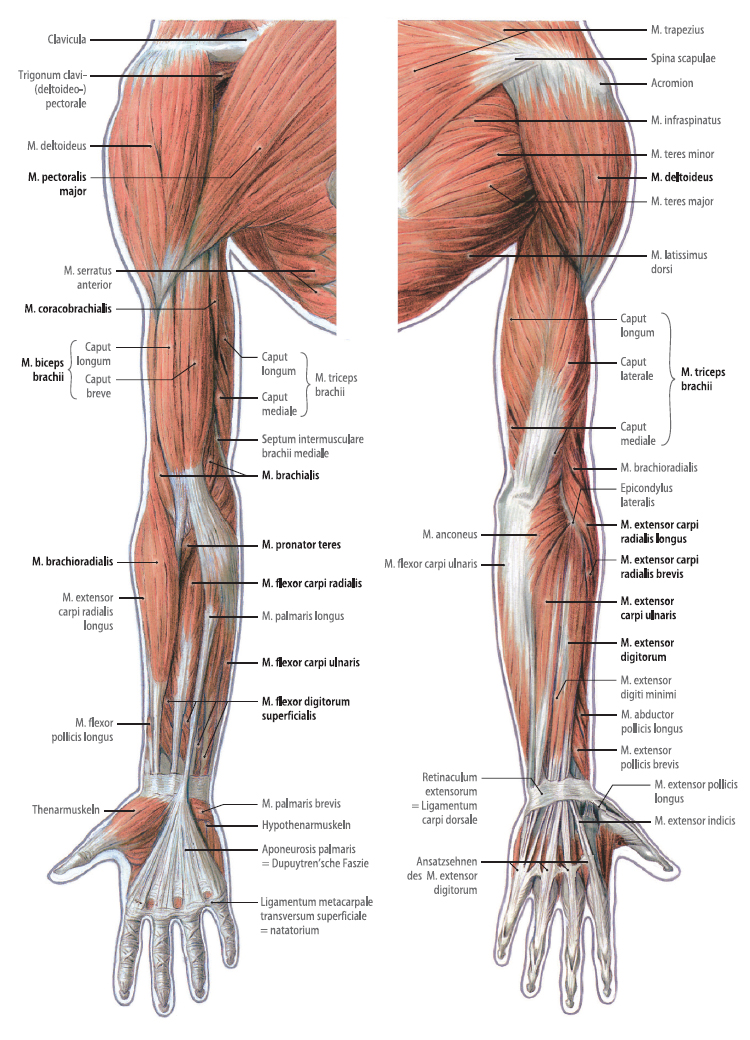 Clavicula
Trigonum clavi-
(deltoideo-)
pectorale
M. deltoideus
M. pectoralis
major
M. serratus
anterior
M. coracobrachialis
M. biceps
brachii
Caput
longum
Caput
breve
Caput
longum
Caput
mediale
M. triceps
brachii
Septum intermusculare
brachii mediale
M. brachialis
M. pronator teres
M. brachioradialis
M. flexor carpi radialis
M. extensor
carpi radialis
longus
M. palmaris longus
M. flexor carpi ulnaris
M. flexor digitorum
superficialis
M. flexor
pollicis longus
Thenarmuskeln
M. palmaris brevis
Hypothenarmuskeln
Aponeurosis palmaris
= Dupuytren'sche Faszie
Ligamentum metacarpale
transversum superficiale
= natatorium
M. trapezius
Spina scapulae
Acromion
M. infraspinatus
M. teres minor
M. deltoideus
M. teres major
M. latissimus
dorsi
Caput
longum
Caput
laterale
Caput
mediale
M. triceps
brachii
M. brachioradialis
Epicondylus
lateralis
M. anconeus
M. extensor carpi
radialis longus
M. flexor carpi ulnaris
M. extensor carpi
radialis brevis
M. extensor
carpi ulnaris
M. extensor
digitorum
M. extensor
digiti minimi
M. abductor
pollicis longus
M. extensor
pollicis brevis
Retinaculum
extensorum
= Ligamentum
carpi dorsale
M. extensor pollicis
longus
M. extensor indicis
Ansatzsehnen
des M. extensor
digitorum